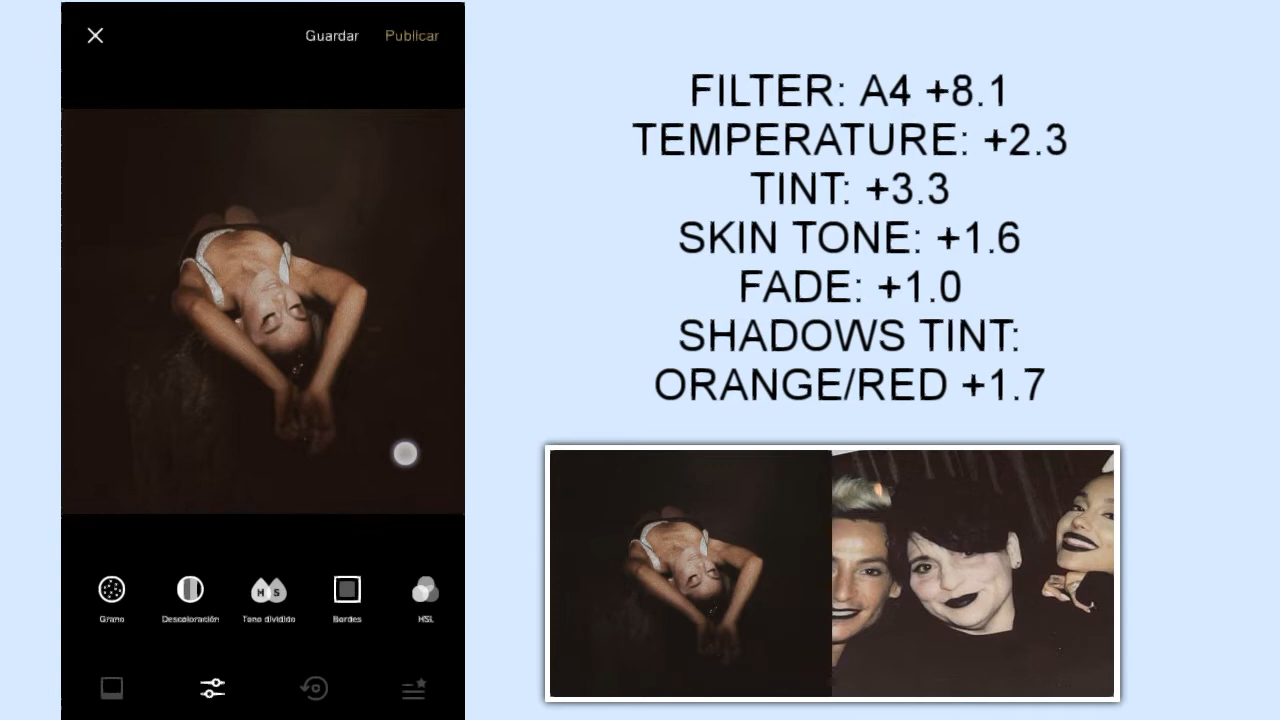 Guardar Publicar
FILTER: A4 +8.1
TEMPERATURE: +2.3
TINT: +3.3
SKIN TONE: +1.6
FADE: +1.0
SHADOWS TINT:
ORANGE/RED +1.7
Grano Descoloración Tono dividido Bordes HSL
H S